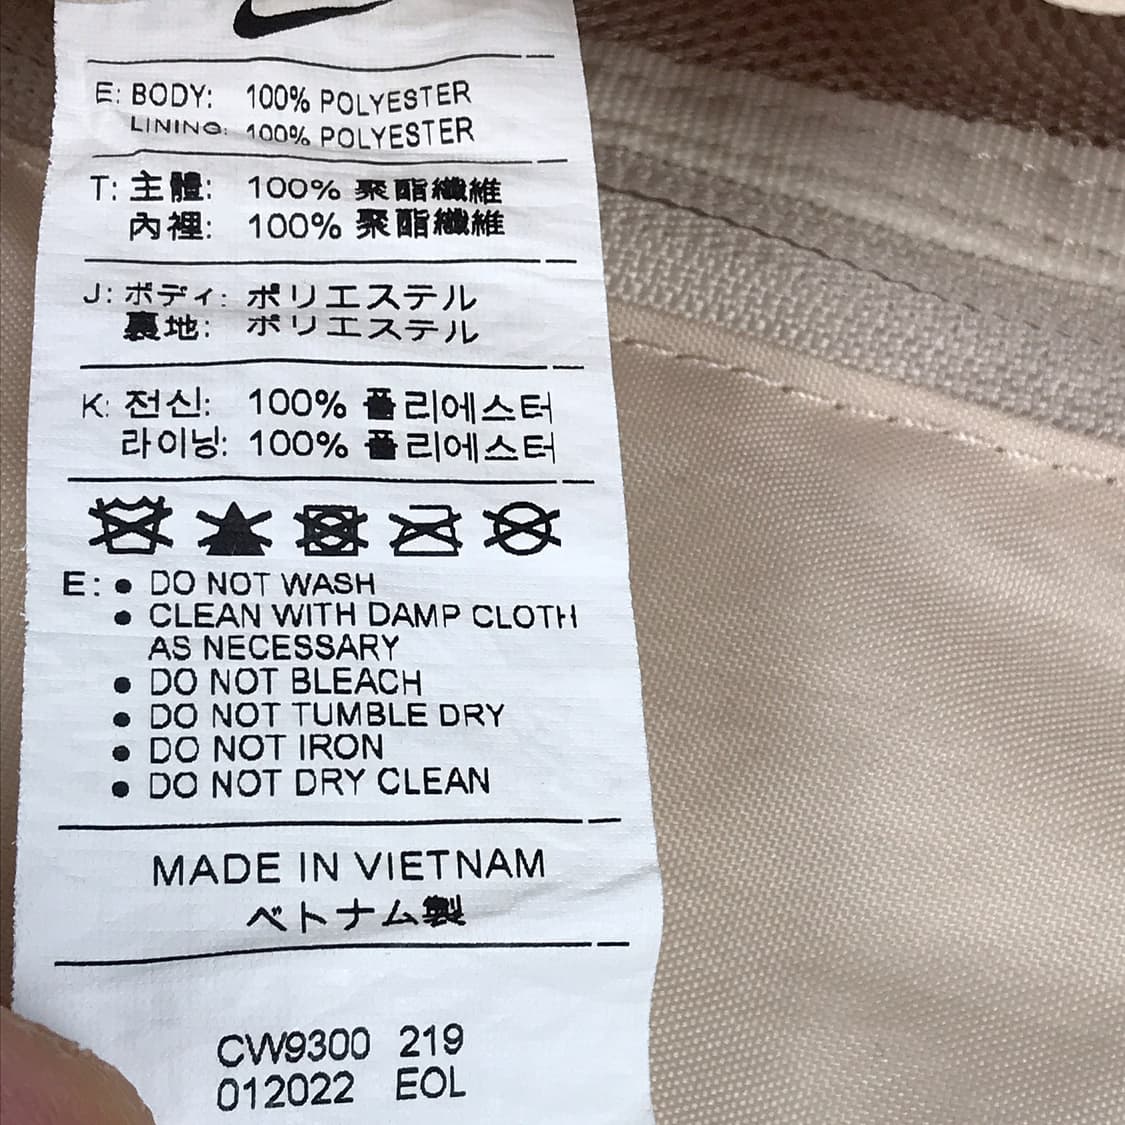 E: BODY: 100% POLYESTER
LINING: 100% POLYESTER
T: 主體: 100% 聚酯纖維
內裡: 100% 聚酯纖維
J: ボディ: ポリエステル
裏地: ポリエステル
K: 전신: 100% 폴리에스터
라이닝: 100% 폴리에스터
E: • DO NOT WASH
• CLEAN WITH DAMP CLOTH
AS NECESSARY
• DO NOT BLEACH
• DO NOT TUMBLE DRY
• DO NOT IRON
• DO NOT DRY CLEAN
MADE IN VIETNAM
ベトナム製
CW9300 219
012022 EOL